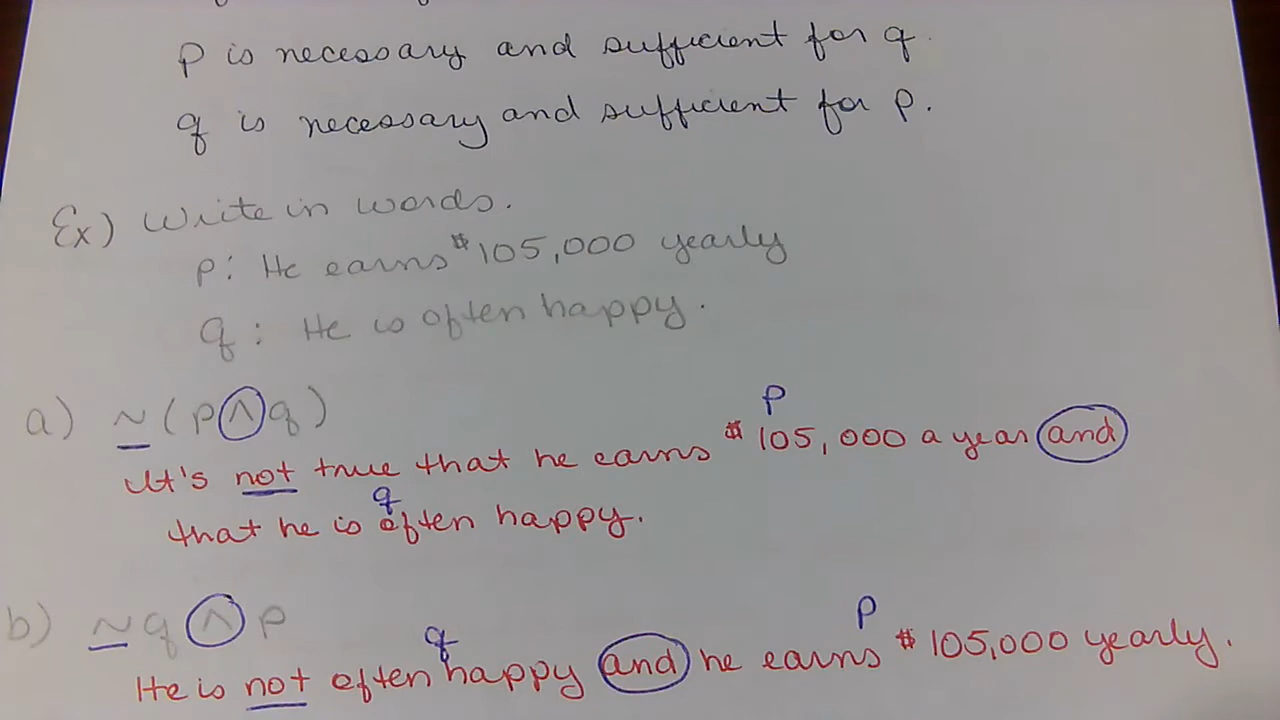 p is necessary and sufficient for q.
q is necessary and sufficient for p.
Ex) Write in words.
p: He earns $105,000 yearly
q: He is often happy.
a) ~(p ∧ q)
p
It's not true that he earns $105,000 a year and
q
that he is often happy.
b) ~q ∧ p
q p
He is not often happy and he earns $105,000 yearly.